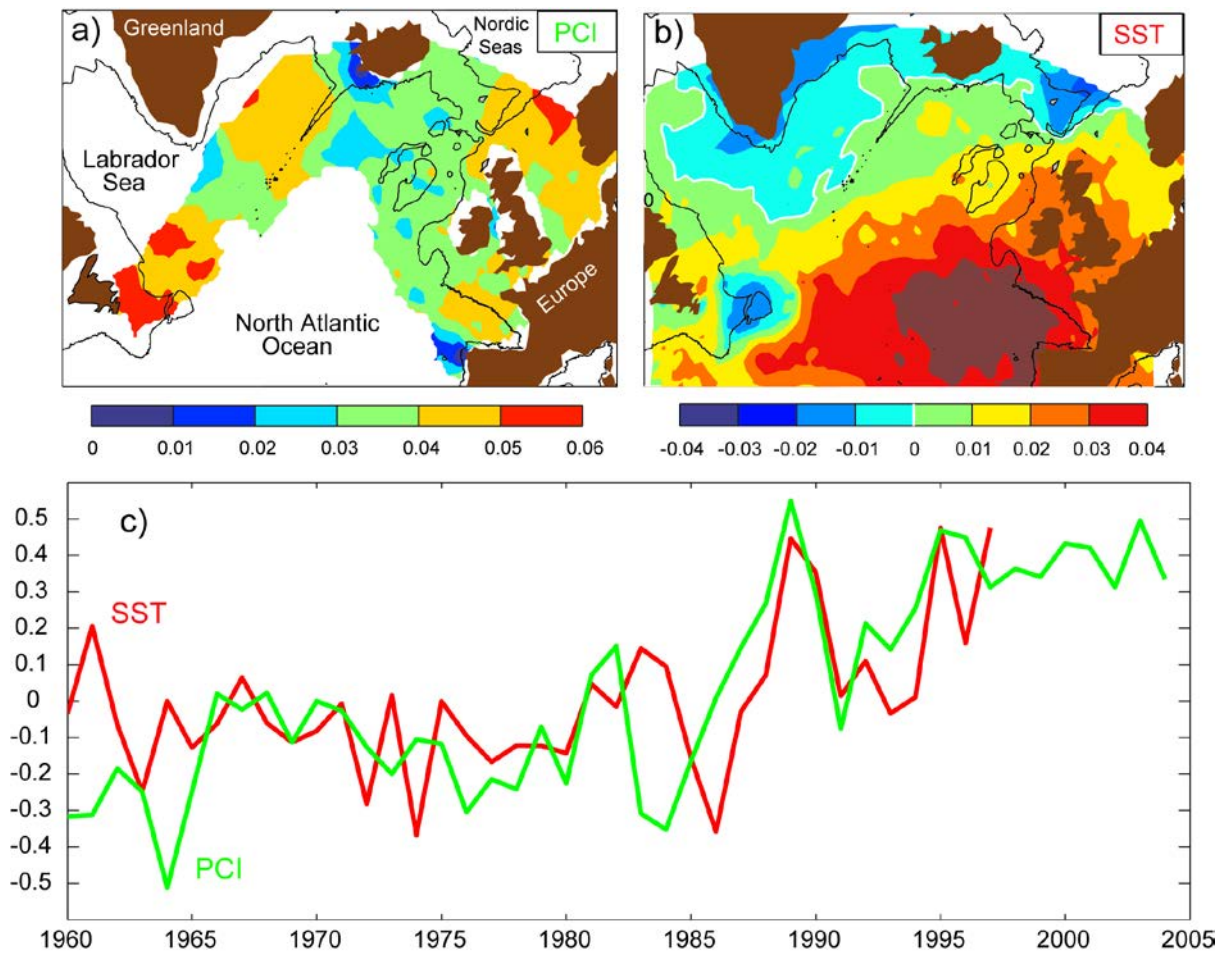 a)
Greenland
Nordic
Seas
PCI
Labrador
Sea
North Atlantic
Ocean
Europe
0 0.01 0.02 0.03 0.04 0.05 0.06
b)
SST
0
-0.04 -0.03 -0.02 -0.01 0 0.01 0.02 0.03 0.04
c)
0.5
0.4
0.3
0.2
0.1
0
-0.1
-0.2
-0.3
-0.4
-0.5
SST
PCI
1960 1965 1970 1975 1980 1985 1990 1995 2000 2005